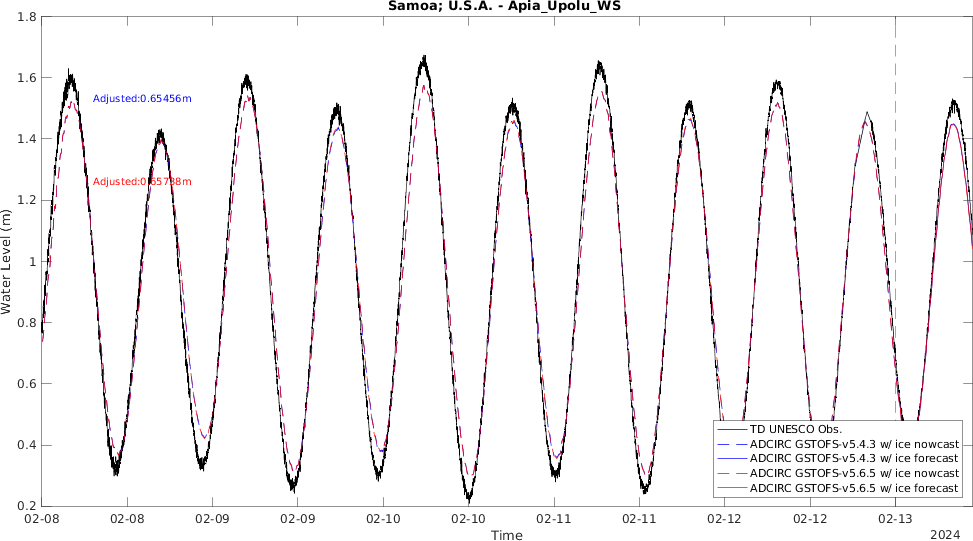 Samoa; U.S.A. - Apia_Upolu_WS
1.8
1.6
1.4
1.2
1
0.8
0.6
0.4
0.2
Water Level (m)
Adjusted:0.65456m
Adjusted:0.65738m
TD UNESCO Obs.
ADCIRC GSTOFS-v5.4.3 w/ ice nowcast
ADCIRC GSTOFS-v5.4.3 w/ ice forecast
ADCIRC GSTOFS-v5.6.5 w/ ice nowcast
ADCIRC GSTOFS-v5.6.5 w/ ice forecast
02-08 02-08 02-09 02-09 02-10 02-10 02-11 02-11 02-12 02-12 02-13
Time
2024